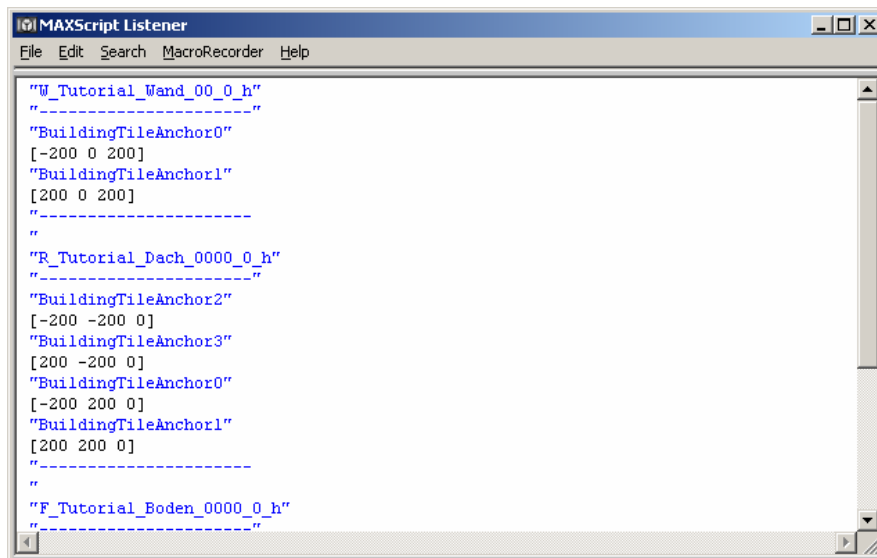 MAXScript Listener
File Edit Search MacroRecorder Help
"W_Tutorial_Wand_00_0_h"
"----------------------"
"BuildingTileAnchor0"
[-200 0 200]
"BuildingTileAnchor1"
[200 0 200]
"----------------------
"
"R_Tutorial_Dach_0000_0_h"
"----------------------"
"BuildingTileAnchor2"
[-200 -200 0]
"BuildingTileAnchor3"
[200 -200 0]
"BuildingTileAnchor0"
[-200 200 0]
"BuildingTileAnchor1"
[200 200 0]
"----------------------
"
"F_Tutorial_Boden_0000_0_h"
"----------------------"